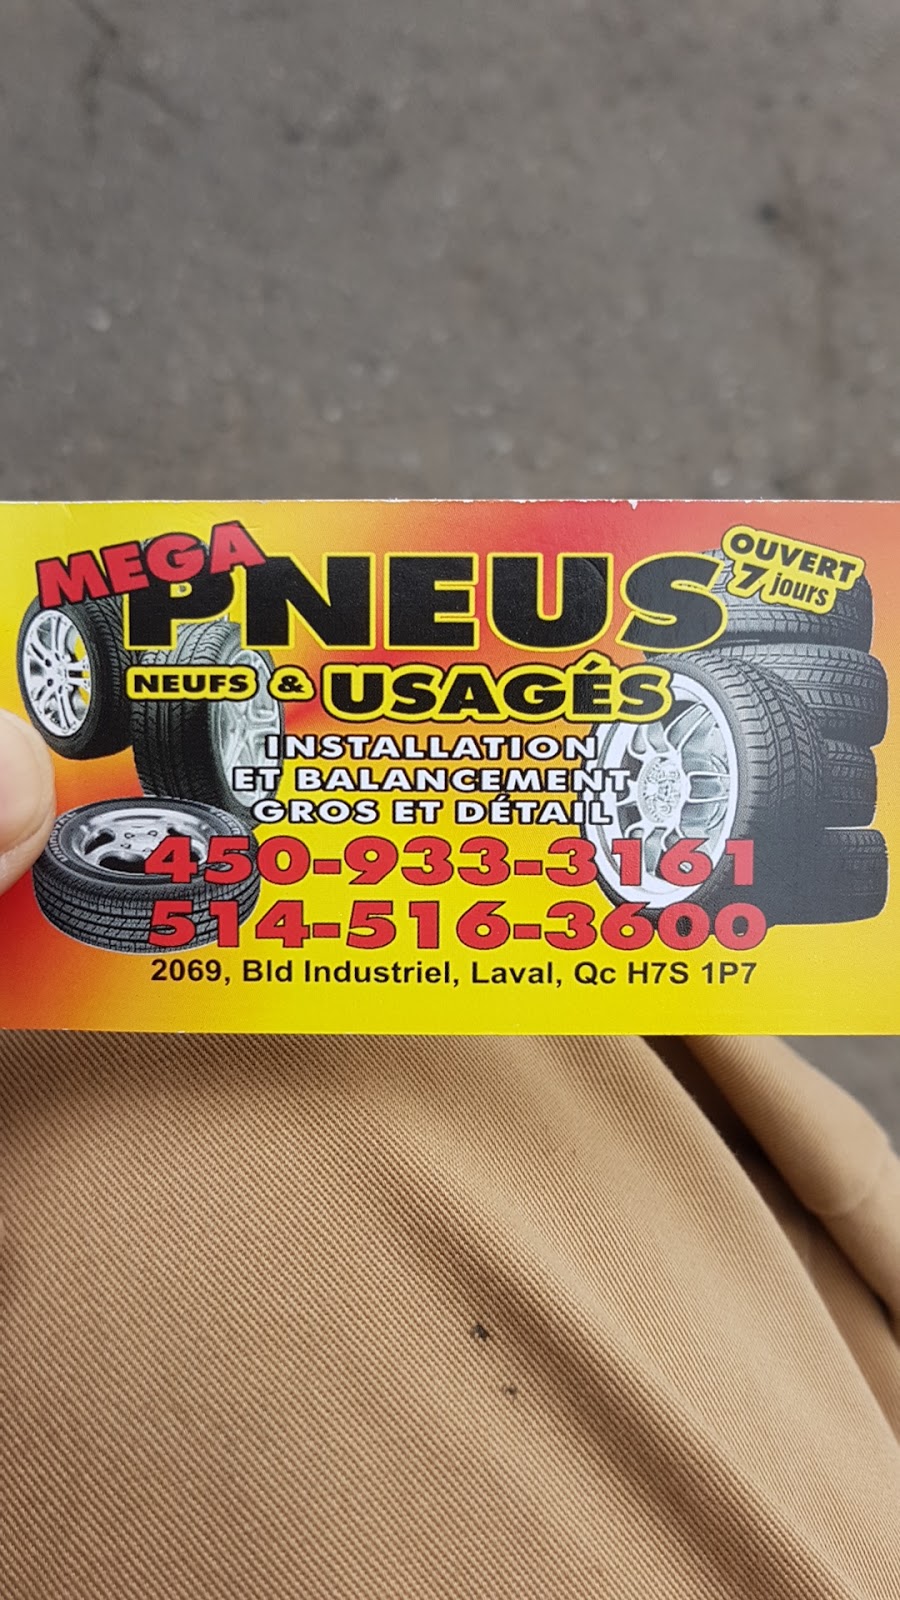 MEGA
PNEUS
OUVERT
7 jours
NEUFS & USAGÉS
INSTALLATION
ET BALANCEMENT
GROS ET DÉTAIL
450-933-3161
514-516-3600
2069, Bld Industriel, Laval, Qc H7S 1P7